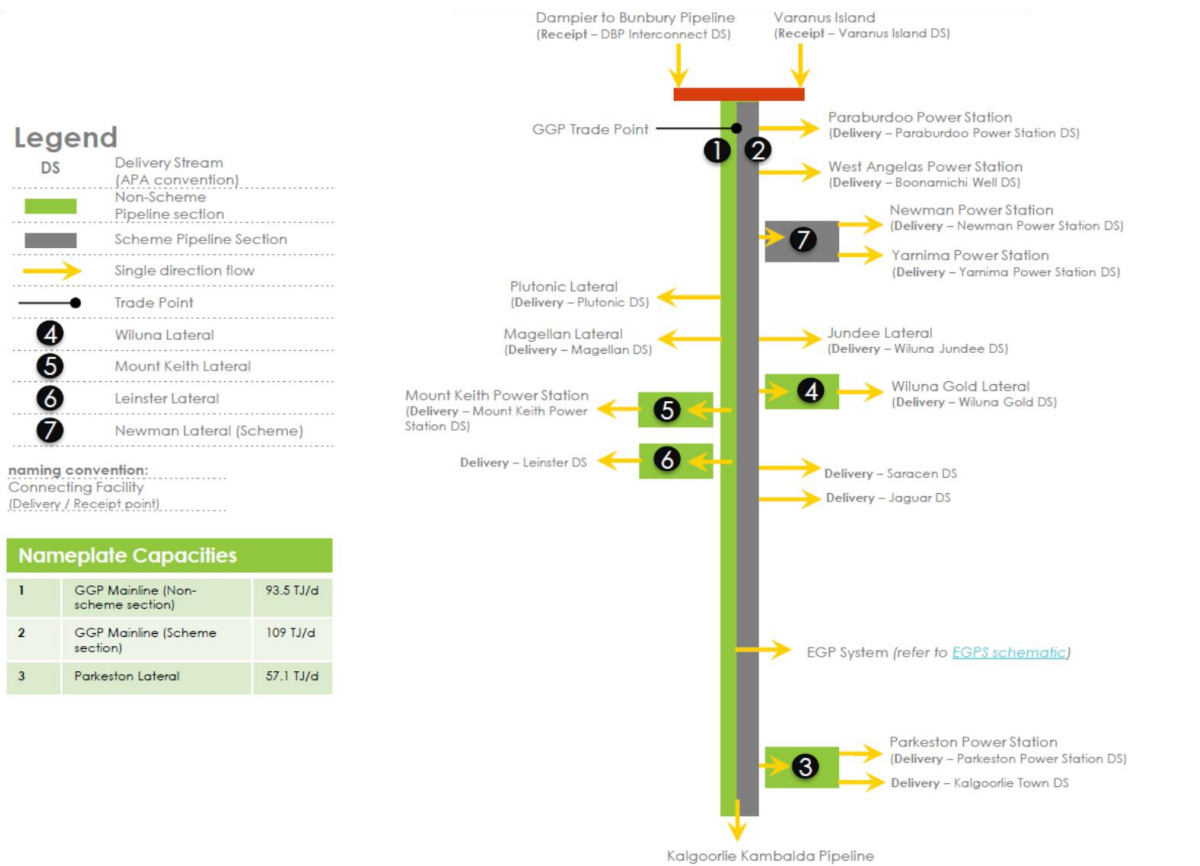 Dampier to Bunbury Pipeline
(Receipt – DBP Interconnect DS)
Varanus Island
(Receipt – Varanus Island DS)
Legend
DS
Delivery Stream
(APA convention)
Non-Scheme
Pipeline section
Scheme Pipeline Section
Single direction flow
Trade Point
4
Wiluna Lateral
5
Mount Keith Lateral
6
Leinster Lateral
7
Newman Lateral (Scheme)
naming convention:
Connecting Facility
(Delivery / Receipt point)
Nameplate Capacities
1
GGP Mainline (Non-
scheme section)
93.5 TJ/d
2
GGP Mainline (Scheme
section)
109 TJ/d
3
Parkeston Lateral
57.1 TJ/d
GGP Trade Point
1
2
Paraburdoo Power Station
(Delivery – Paraburdoo Power Station DS)
West Angelas Power Station
(Delivery – Boonamichi Well DS)
7
Newman Power Station
(Delivery – Newman Power Station DS)
Yarnima Power Station
(Delivery – Yarnima Power Station DS)
Plutonic Lateral
(Delivery – Plutonic DS)
Magellan Lateral
(Delivery – Magellan DS)
Jundee Lateral
(Delivery – Wiluna Jundee DS)
4
Wiluna Gold Lateral
(Delivery – Wiluna Gold DS)
Mount Keith Power Station
(Delivery – Mount Keith Power
Station DS)
5
Delivery – Leinster DS
6
Delivery – Saracen DS
Delivery – Jaguar DS
EGP System (refer to EGPS schematic)
3
Parkeston Power Station
(Delivery – Parkeston Power Station DS)
Delivery – Kalgoorlie Town DS
Kalgoorlie Kambalda Pipeline